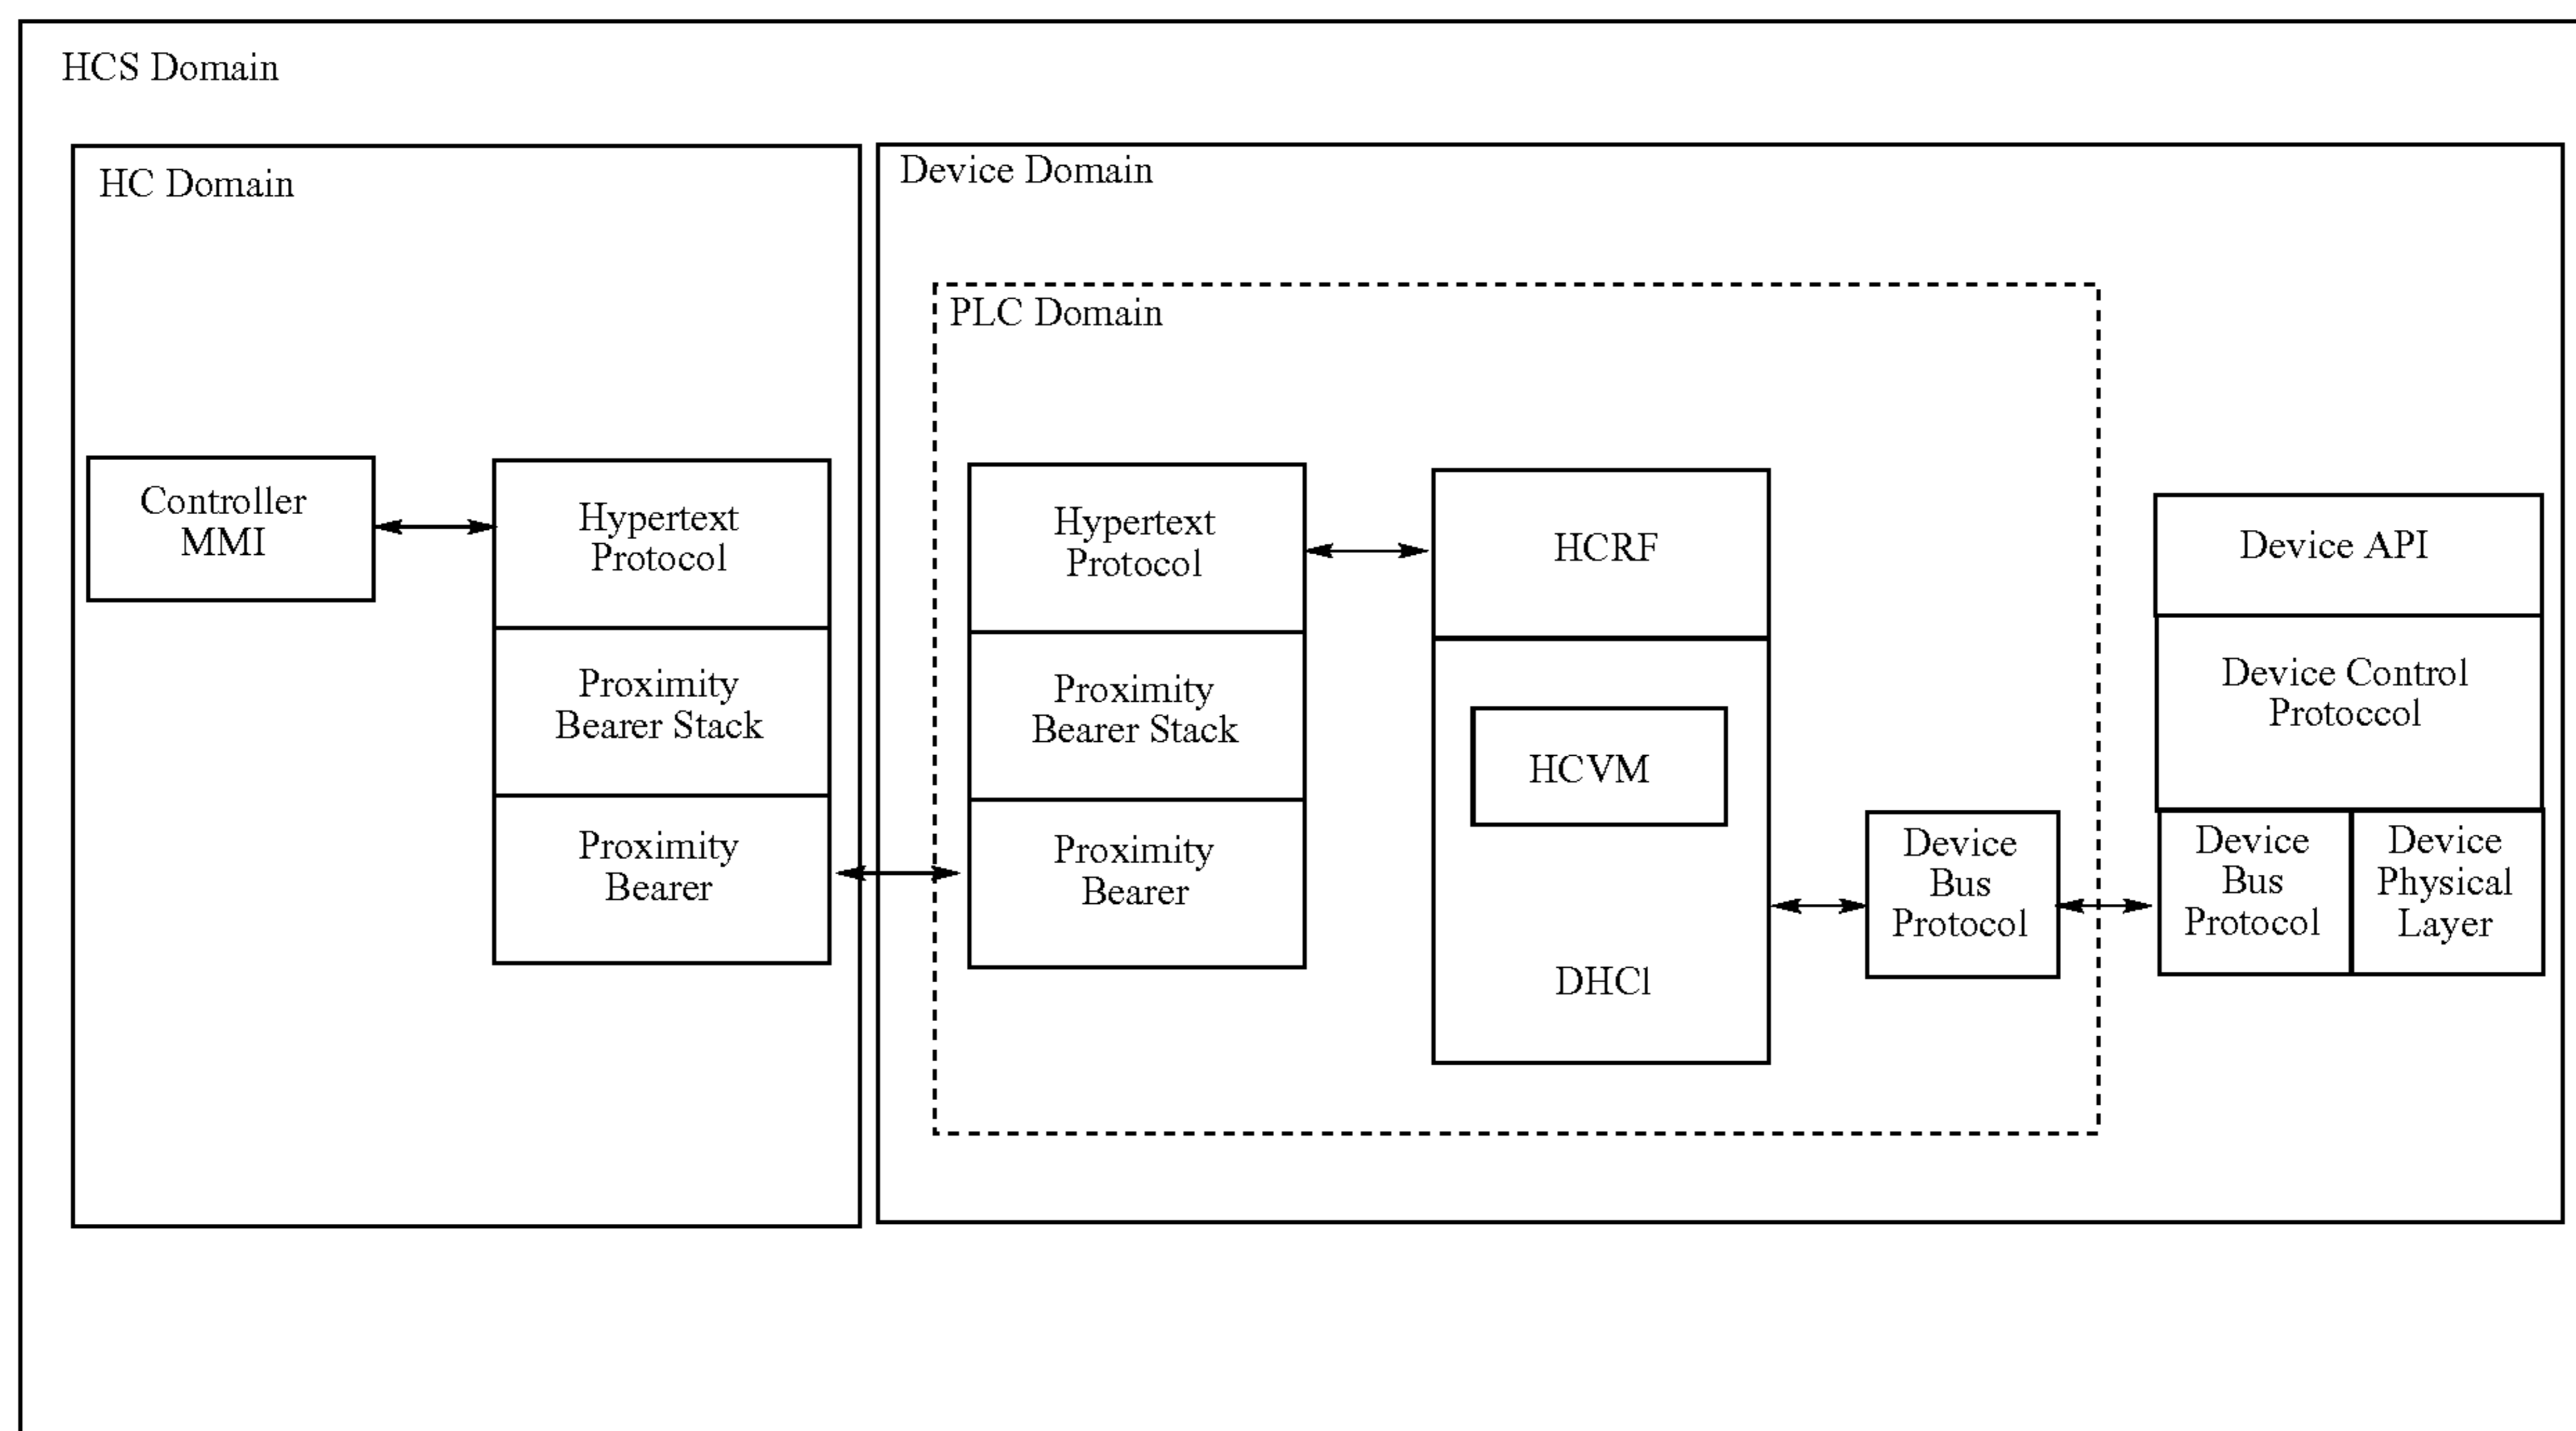 HCS Domain
HC Domain
Controller
MMI
Hypertext
Protocol
Proximity
Bearer Stack
Proximity
Bearer
Device Domain
PLC Domain
Hypertext
Protocol
Proximity
Bearer Stack
Proximity
Bearer
HCRF
HCVM
DHCl
Device
Bus
Protocol
Device API
Device Control
Protoccol
Device
Bus
Protocol
Device
Physical
Layer